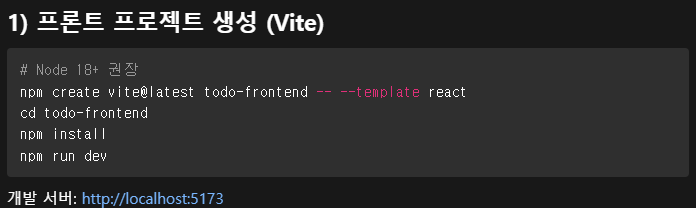 1) 프론트 프로젝트 생성 (Vite)
# Node 18+ 권장
npm create vite@latest todo-frontend -- --template react
cd todo-frontend
npm install
npm run dev
개발 서버: http://localhost:5173